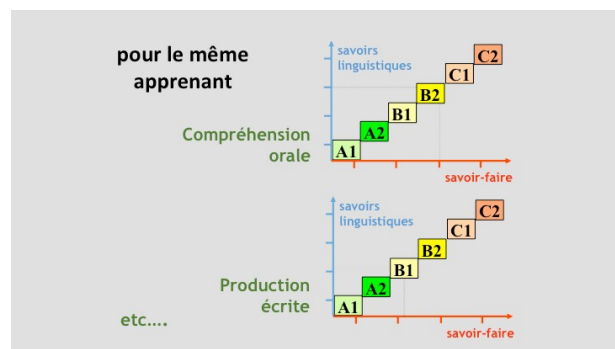 pour le même
apprenant
savoirs
linguistiques
C2
C1
B2
B1
A2
A1
Compréhension
orale
savoir-faire
savoirs
linguistiques
C2
C1
B2
B1
A2
A1
Production
écrite
savoir-faire
etc....